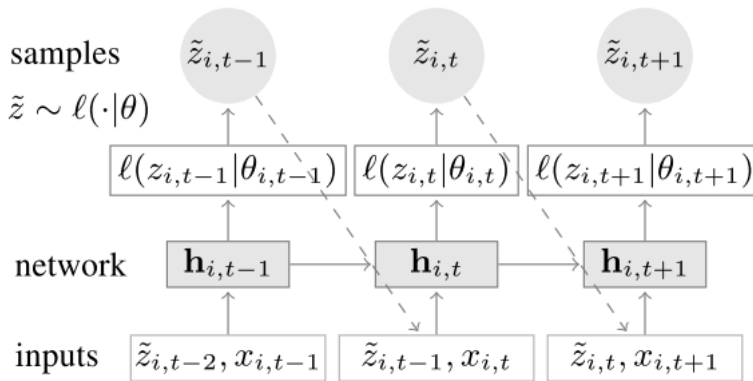 samples z̃_{i,t−1} z̃_{i,t} z̃_{i,t+1}
z̃ ∼ ℓ(·|θ)
ℓ(z_{i,t−1}|θ_{i,t−1}) ℓ(z_{i,t}|θ_{i,t}) ℓ(z_{i,t+1}|θ_{i,t+1})
network h_{i,t−1} h_{i,t} h_{i,t+1}
inputs z̃_{i,t−2}, x_{i,t−1} z̃_{i,t−1}, x_{i,t} z̃_{i,t}, x_{i,t+1}